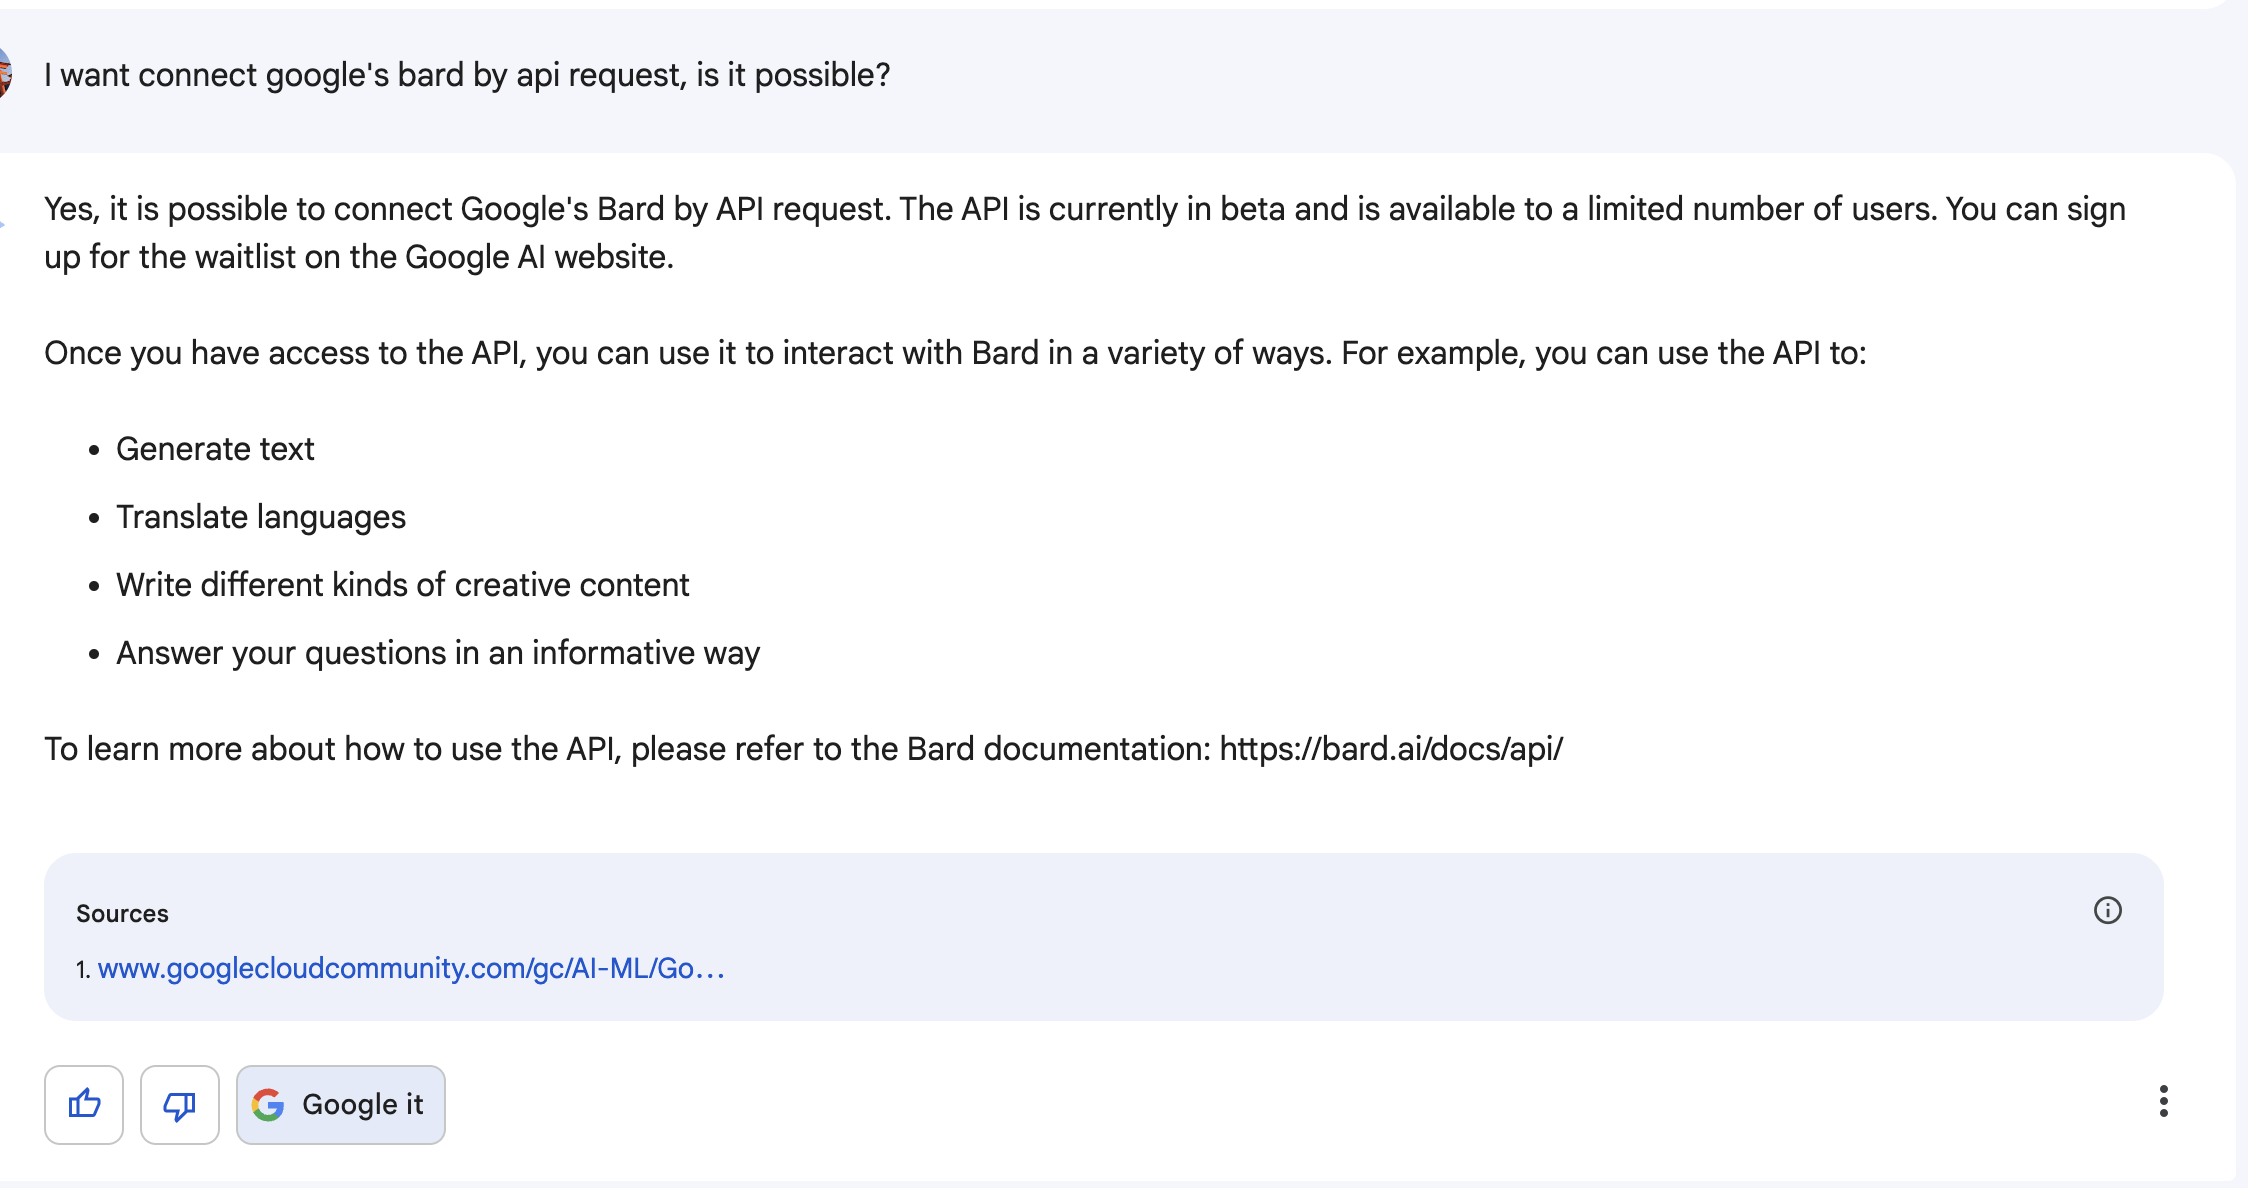 I want connect google's bard by api request, is it possible?
Yes, it is possible to connect Google's Bard by API request. The API is currently in beta and is available to a limited number of users. You can sign
up for the waitlist on the Google AI website.
Once you have access to the API, you can use it to interact with Bard in a variety of ways. For example, you can use the API to:
• Generate text
• Translate languages
• Write different kinds of creative content
• Answer your questions in an informative way
To learn more about how to use the API, please refer to the Bard documentation: https://bard.ai/docs/api/
Sources
1. www.googlecloudcommunity.com/gc/AI-ML/Go...
Google it